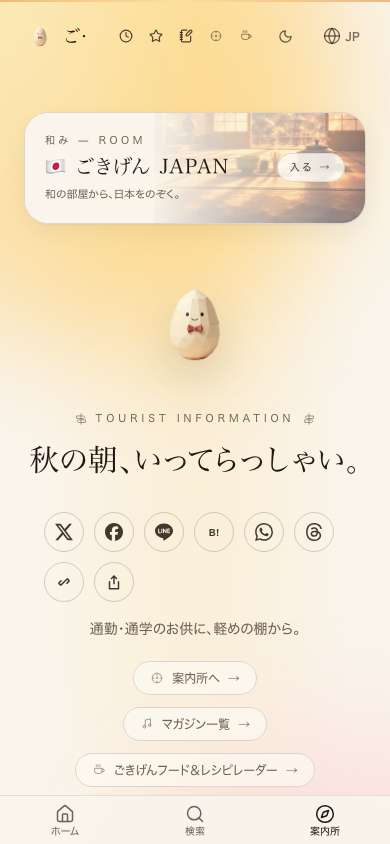 ご·
JP
和み — ROOM
🇯🇵 ごきげん JAPAN
入る →
和の部屋から、日本をのぞく。
TOURIST INFORMATION
秋の朝、いってらっしゃい。
LINE
B!
通勤・通学のお供に、軽めの棚から。
案内所へ →
マガジン一覧 →
ごきげんフード&レシピレーダー →
ホーム
検索
案内所